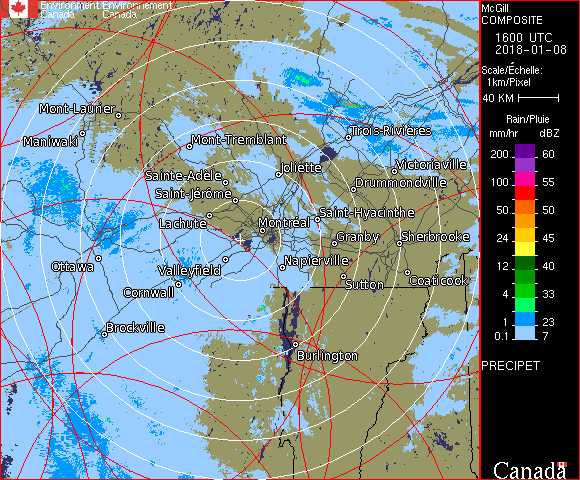 Environment Environnement
Canada Canada
McGill
COMPOSITE
1600 UTC
2018-01-08
Scale/Échelle:
1km/Pixel
40 KM
Rain/Pluie
mm/hr dBZ
200 60
100 55
50 50
24 45
12 40
4 33
1 23
0.1 7
PRECIPET
Canada
Mont-Laurier
Maniwaki
Mont-Tremblant
Trois-Rivières
Victoriaville
Joliette
Sainte-Adèle
Drummondville
Saint-Jérôme
Saint-Hyacinthe
Lachute
Montréal
Granby
Sherbrooke
Ottawa
Valleyfield
Napierville
Cornwall
Sutton
Coaticook
Brockville
Burlington